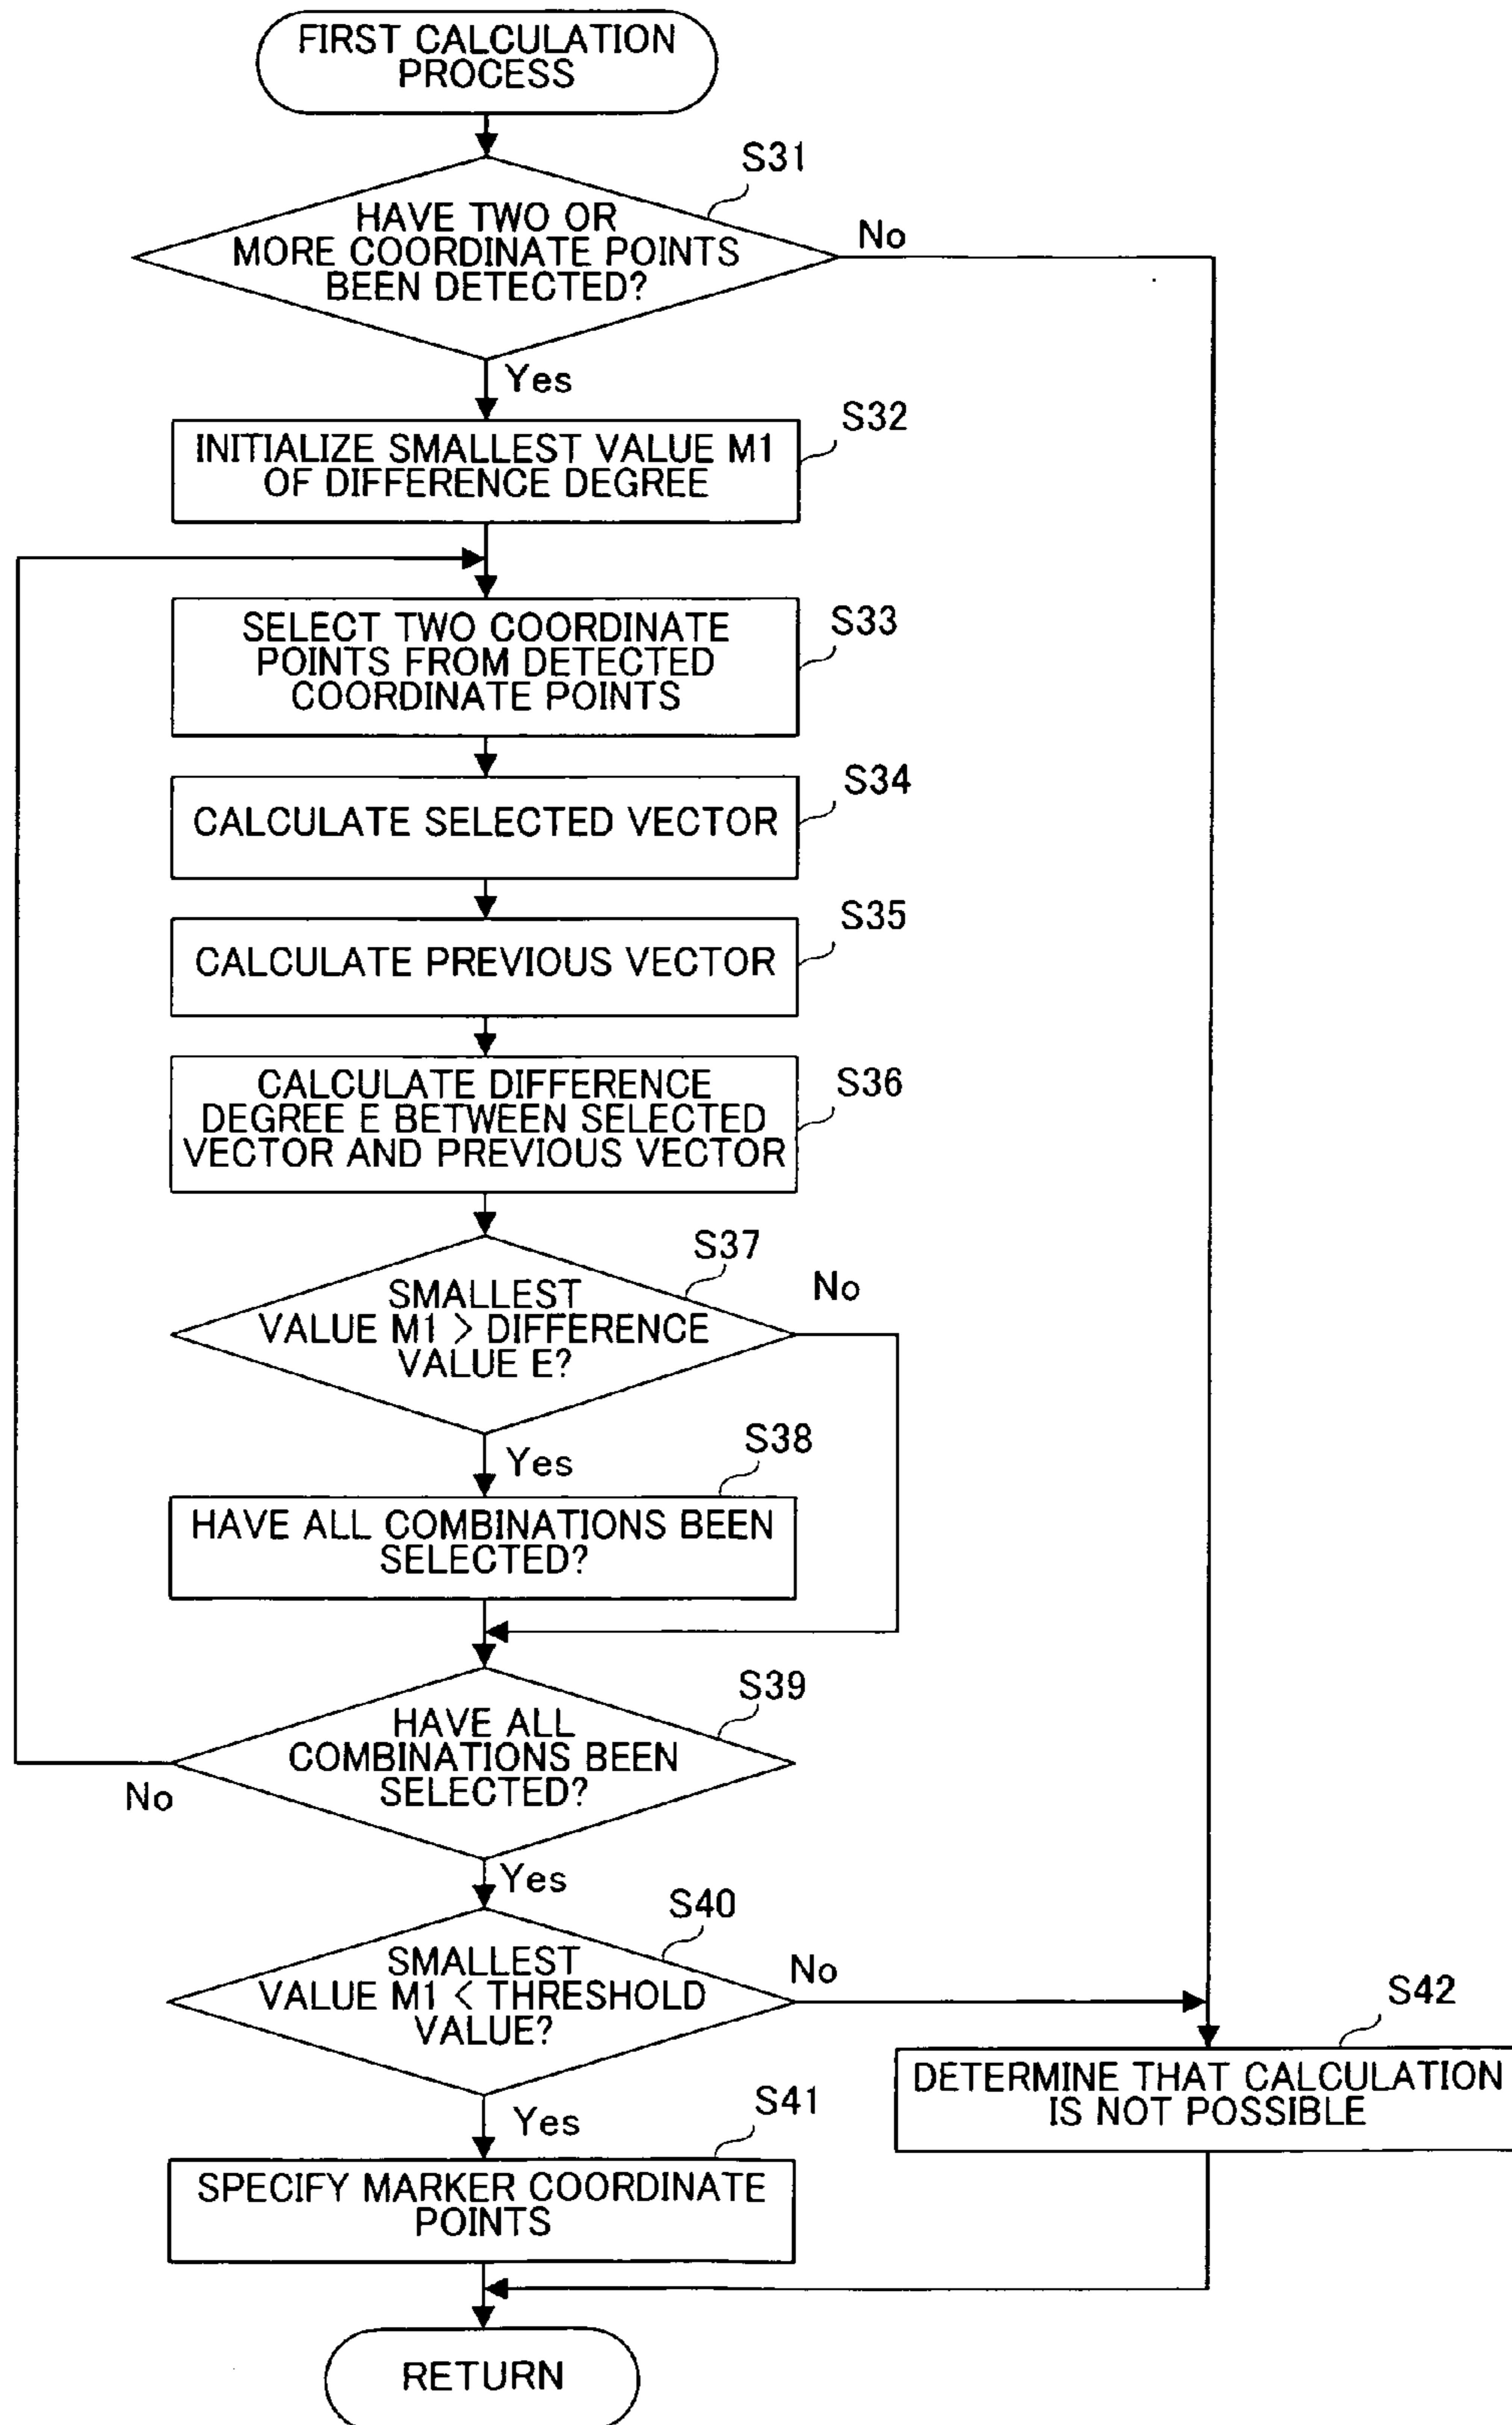 FIRST CALCULATION
PROCESS
S31
HAVE TWO OR
MORE COORDINATE POINTS
BEEN DETECTED?
No
Yes
S32
INITIALIZE SMALLEST VALUE M1
OF DIFFERENCE DEGREE
S33
SELECT TWO COORDINATE
POINTS FROM DETECTED
COORDINATE POINTS
S34
CALCULATE SELECTED VECTOR
S35
CALCULATE PREVIOUS VECTOR
S36
CALCULATE DIFFERENCE
DEGREE E BETWEEN SELECTED
VECTOR AND PREVIOUS VECTOR
S37
SMALLEST
VALUE M1 > DIFFERENCE
VALUE E?
No
Yes
S38
HAVE ALL COMBINATIONS BEEN
SELECTED?
S39
HAVE ALL
COMBINATIONS BEEN
SELECTED?
No
Yes
S40
SMALLEST
VALUE M1 < THRESHOLD
VALUE?
No
Yes
S42
DETERMINE THAT CALCULATION
IS NOT POSSIBLE
S41
SPECIFY MARKER COORDINATE
POINTS
RETURN